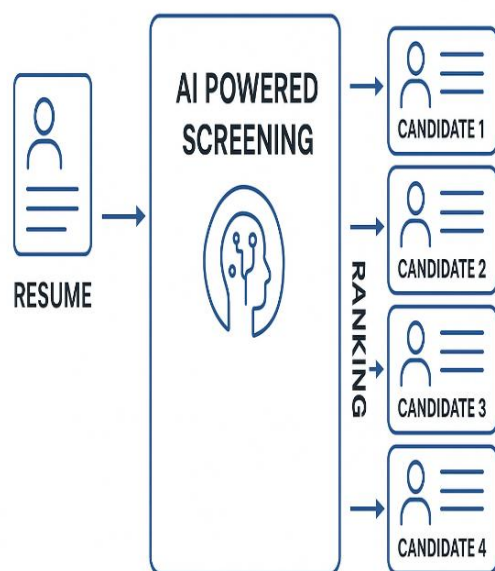 RESUME
AI POWERED
SCREENING
RANKING
CANDIDATE 1
CANDIDATE 2
CANDIDATE 3
CANDIDATE 4